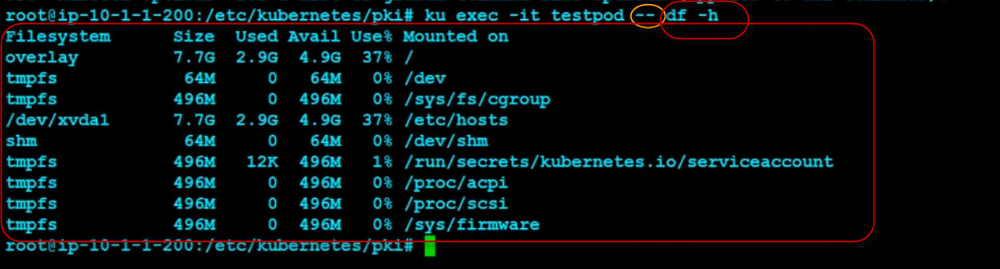 root@ip-10-1-1-200:/etc/kubernetes/pki# ku exec -it testpod -- df -h
Filesystem Size Used Avail Use% Mounted on
overlay 7.7G 2.9G 4.9G 37% /
tmpfs 64M 0 64M 0% /dev
tmpfs 496M 0 496M 0% /sys/fs/cgroup
/dev/xvda1 7.7G 2.9G 4.9G 37% /etc/hosts
shm 64M 0 64M 0% /dev/shm
tmpfs 496M 12K 496M 1% /run/secrets/kubernetes.io/serviceaccount
tmpfs 496M 0 496M 0% /proc/acpi
tmpfs 496M 0 496M 0% /proc/scsi
tmpfs 496M 0 496M 0% /sys/firmware
root@ip-10-1-1-200:/etc/kubernetes/pki#